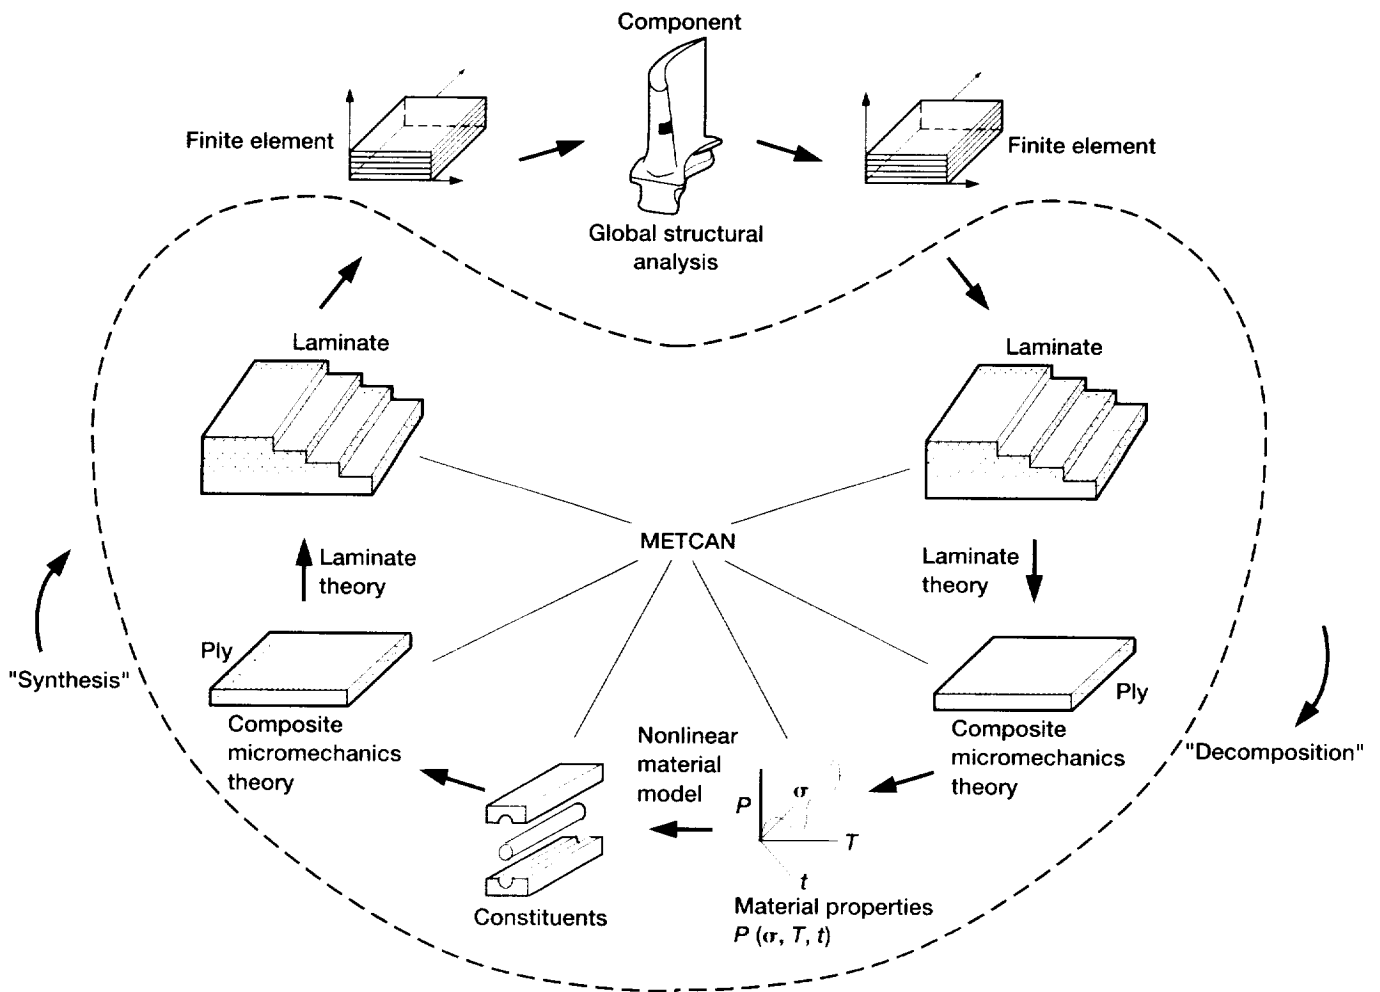 Component
Finite element
Finite element
Global structural
analysis
Laminate
Laminate
METCAN
Laminate
theory
Laminate
theory
Ply
"Synthesis"
Ply
Composite
micromechanics
theory
Composite
micromechanics
theory
"Decomposition"
Nonlinear
material
model
P
σ
T
t
Constituents
Material properties
P (σ, T, t)